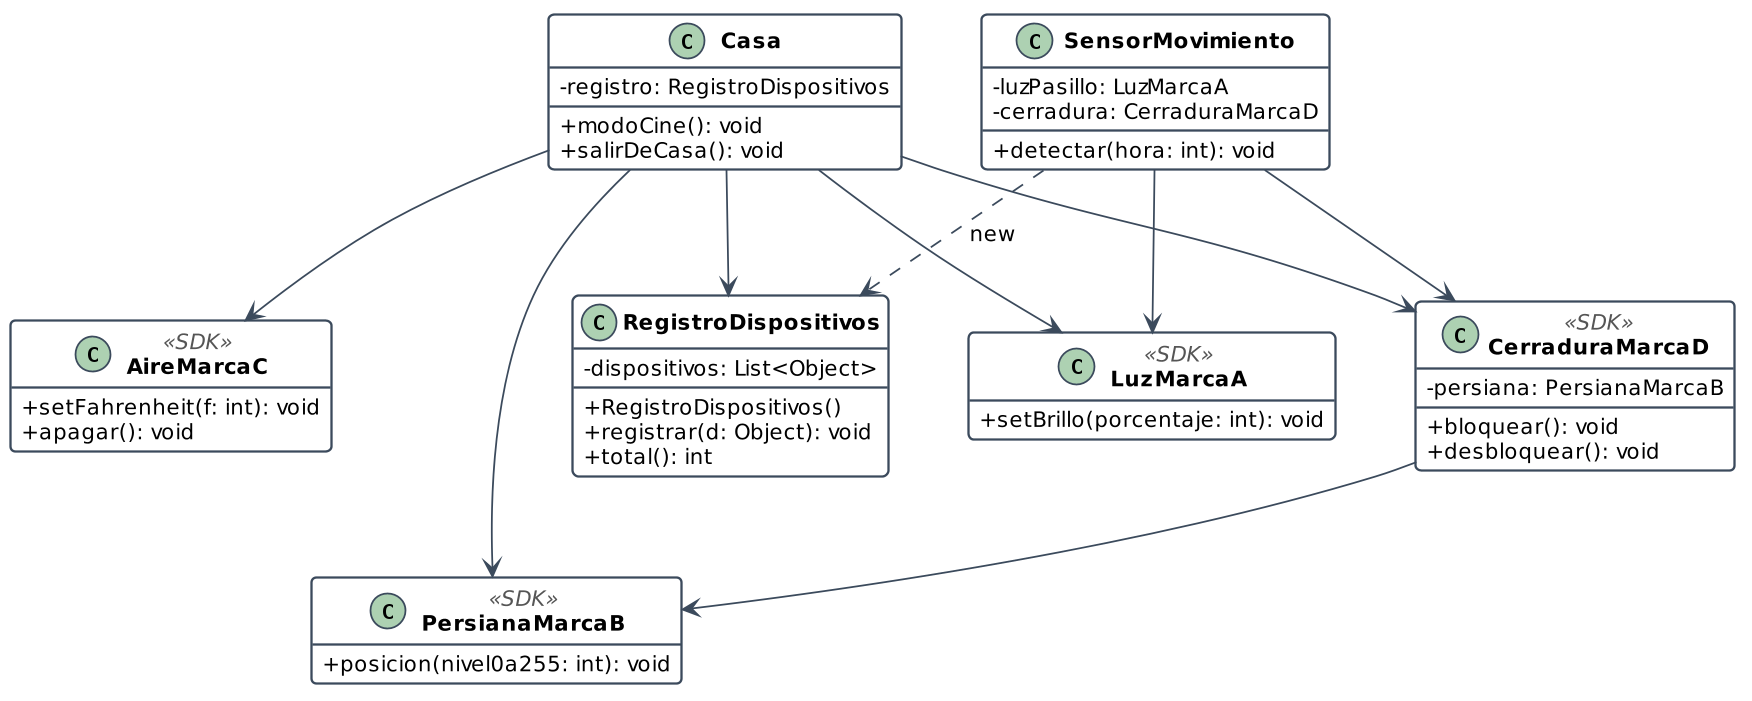 C Casa
-registro: RegistroDispositivos
+modoCine(): void
+salirDeCasa(): void
C SensorMovimiento
-luzPasillo: LuzMarcaA
-cerradura: CerraduraMarcaD
+detectar(hora: int): void
new
«SDK»
C AireMarcaC
+setFahrenheit(f: int): void
+apagar(): void
C RegistroDispositivos
-dispositivos: List<Object>
+RegistroDispositivos()
+registrar(d: Object): void
+total(): int
«SDK»
C LuzMarcaA
+setBrillo(porcentaje: int): void
«SDK»
C CerraduraMarcaD
-persiana: PersianaMarcaB
+bloquear(): void
+desbloquear(): void
«SDK»
C PersianaMarcaB
+posicion(nivel0a255: int): void